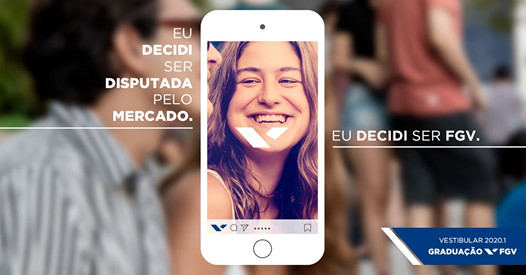 EU
DECIDI
SER
DISPUTADA
PELO
MERCADO.
EU DECIDI SER FGV.
VESTIBULAR 2020.1
GRADUAÇÃO FGV